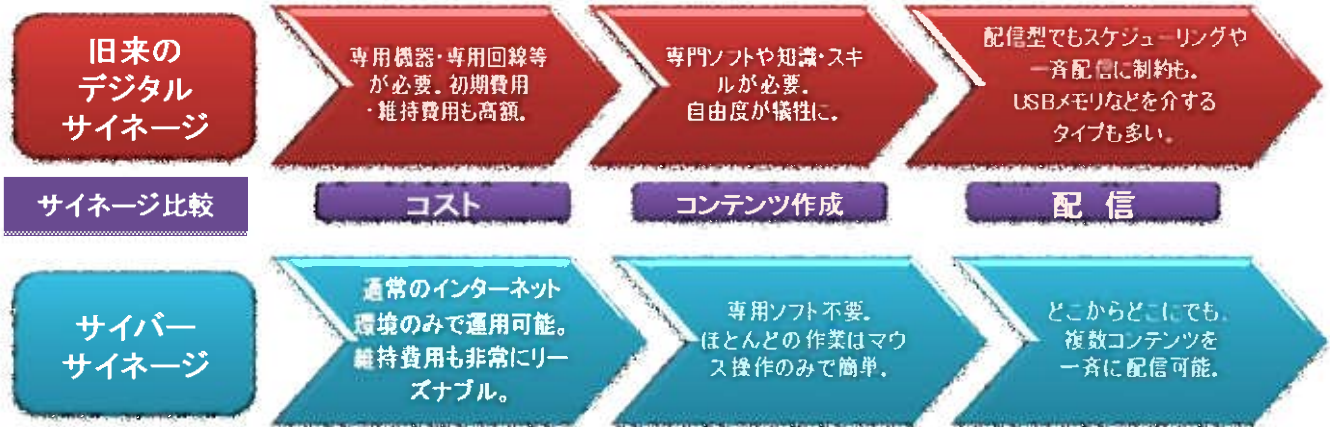 旧来の
デジタル
サイネージ
専用機器・専用回線等
が必要。初期費用
・維持費用も高額。
専門ソフトや知識・スキ
ルが必要。
自由度が犠牲に。
配信型でもスケジューリングや
一斉配信に制約も。
USBメモリなどを介する
タイプも多い。
サイネージ比較
コスト
コンテンツ作成
配 信
サイバー
サイネージ
通常のインターネット
環境のみで運用可能。
維持費用も非常にリー
ズナブル。
専用ソフト不要。
ほとんどの作業はマウ
ス操作のみで簡単。
どこからどこにでも、
複数コンテンツを
一斉に配信可能。